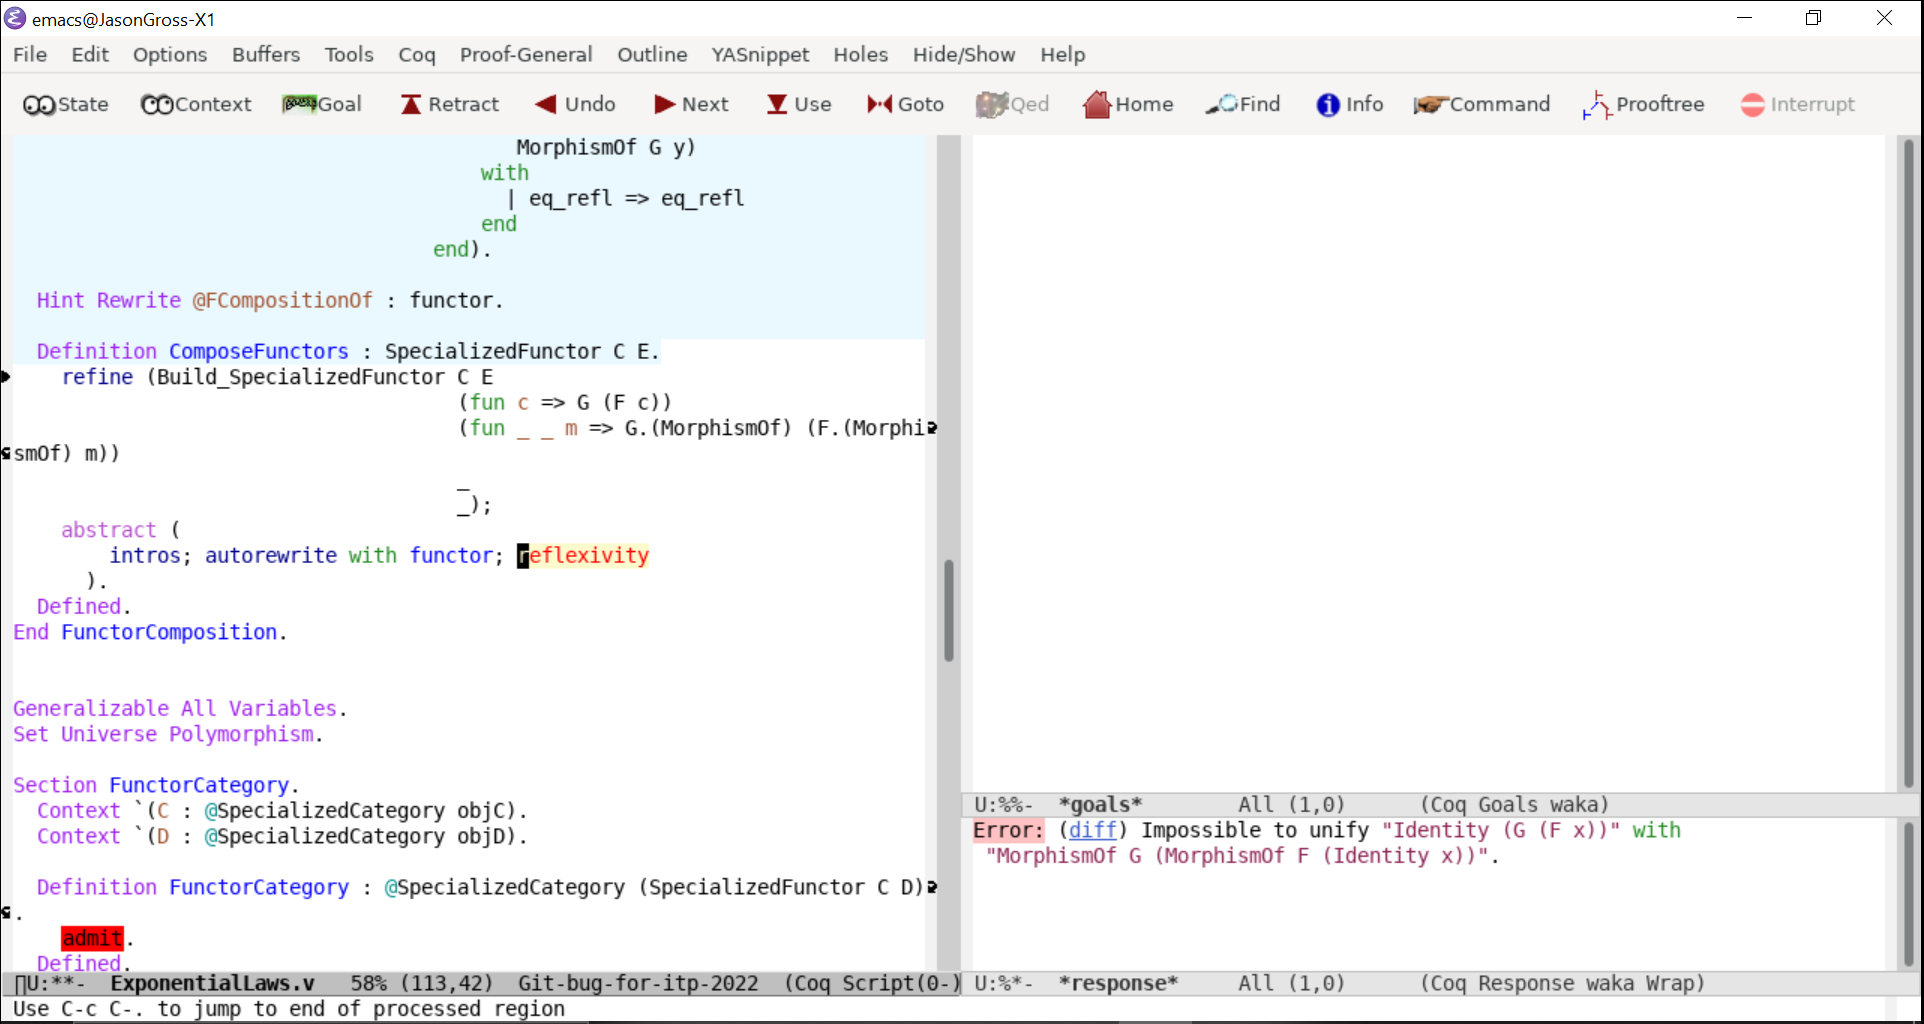 emacs@JasonGross-X1
File Edit Options Buffers Tools Coq Proof-General Outline YASnippet Holes Hide/Show Help
State Context Goal Retract Undo Next Use Goto Qed Home Find Info Command Prooftree Interrupt
MorphismOf G y)
with
| eq_refl => eq_refl
end
end).
Hint Rewrite @FCompositionOf : functor.
Definition ComposeFunctors : SpecializedFunctor C E.
refine (Build_SpecializedFunctor C E
(fun c => G (F c))
(fun _ _ m => G.(MorphismOf) (F.(Morphi
smOf) m))
_
_);
abstract (
intros; autorewrite with functor; reflexivity
).
Defined.
End FunctorComposition.
Generalizable All Variables.
Set Universe Polymorphism.
Section FunctorCategory.
Context `(C : @SpecializedCategory objC).
Context `(D : @SpecializedCategory objD).
Definition FunctorCategory : @SpecializedCategory (SpecializedFunctor C D)
.
admit.
Defined.
U:**-  ExponentialLaws.v   58% (113,42)  Git-bug-for-itp-2022  (Coq Script(0-)
U:%%-  *goals*        All (1,0)      (Coq Goals waka)
Error: (diff) Impossible to unify "Identity (G (F x))" with
"MorphismOf G (MorphismOf F (Identity x))".
U:%*-  *response*     All (1,0)      (Coq Response waka Wrap)
Use C-c C-. to jump to end of processed region